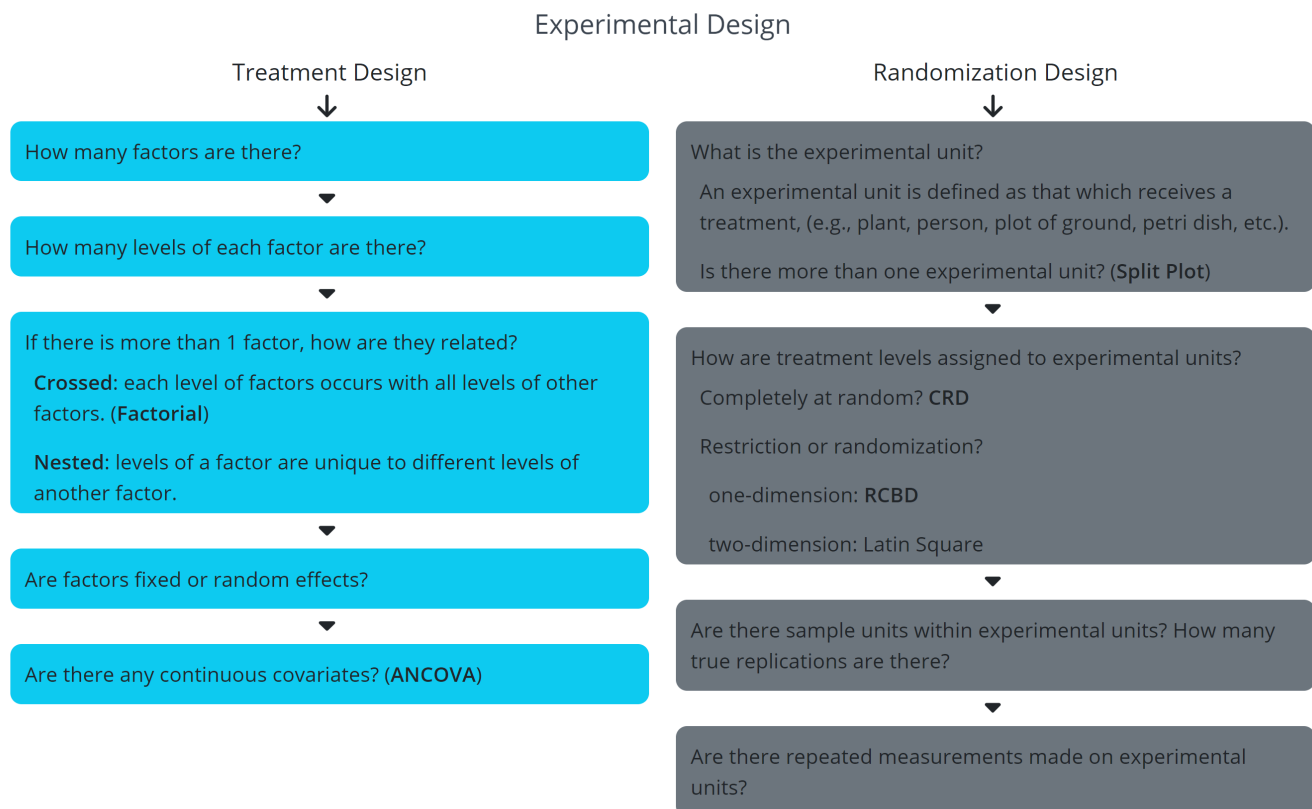 Experimental Design
Treatment Design
How many factors are there?
How many levels of each factor are there?
If there is more than 1 factor, how are they related?
Crossed: each level of factors occurs with all levels of other
factors. (Factorial)
Nested: levels of a factor are unique to different levels of
another factor.
Are factors fixed or random effects?
Are there any continuous covariates? (ANCOVA)
Randomization Design
What is the experimental unit?
An experimental unit is defined as that which receives a
treatment, (e.g., plant, person, plot of ground, petri dish, etc.).
Is there more than one experimental unit? (Split Plot)
How are treatment levels assigned to experimental units?
Completely at random? CRD
Restriction or randomization?
one-dimension: RCBD
two-dimension: Latin Square
Are there sample units within experimental units? How many
true replications are there?
Are there repeated measurements made on experimental
units?